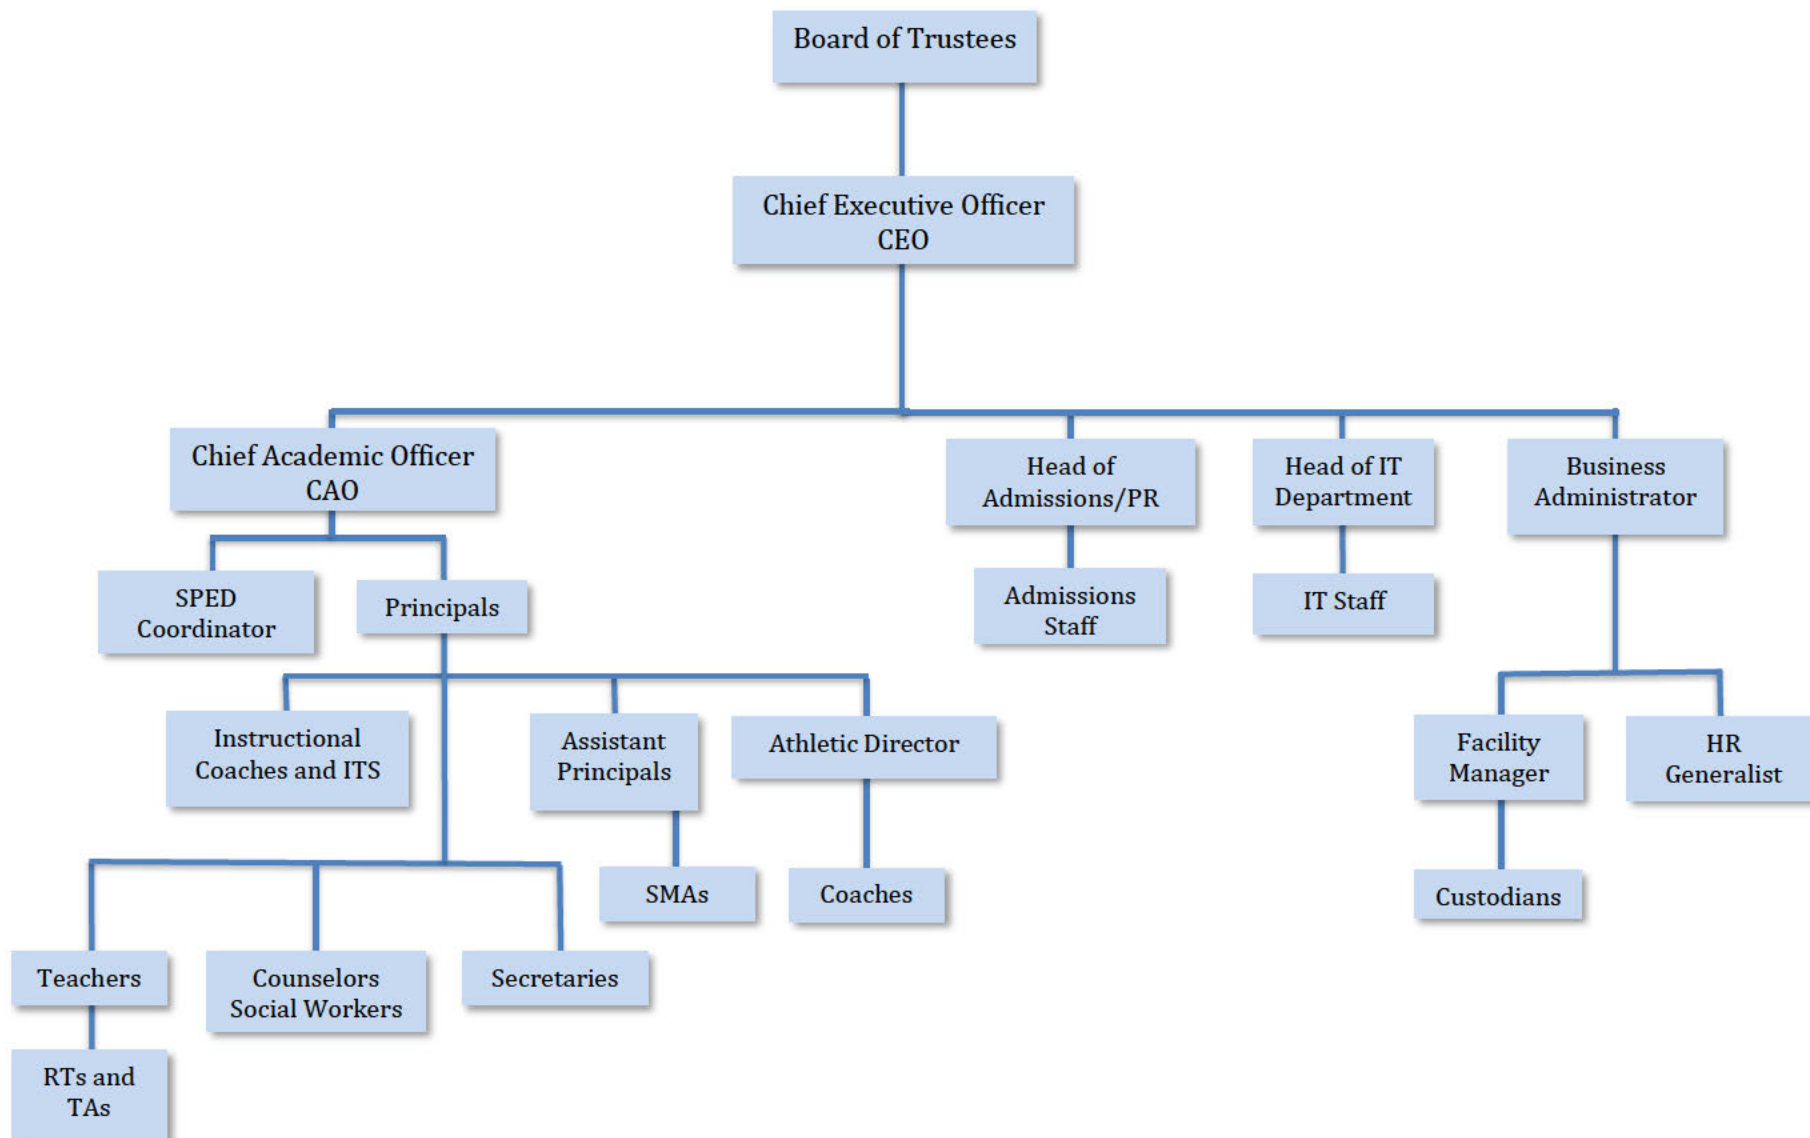 Board of Trustees
Chief Executive Officer
CEO
Chief Academic Officer
CAO
Head of
Admissions/PR
Head of IT
Department
Business
Administrator
SPED
Coordinator
Principals
Admissions
Staff
IT Staff
Instructional
Coaches and ITS
Assistant
Principals
Athletic Director
Facility
Manager
HR
Generalist
SMAs
Coaches
Custodians
Teachers
Counselors
Social Workers
Secretaries
RTs and
TAs